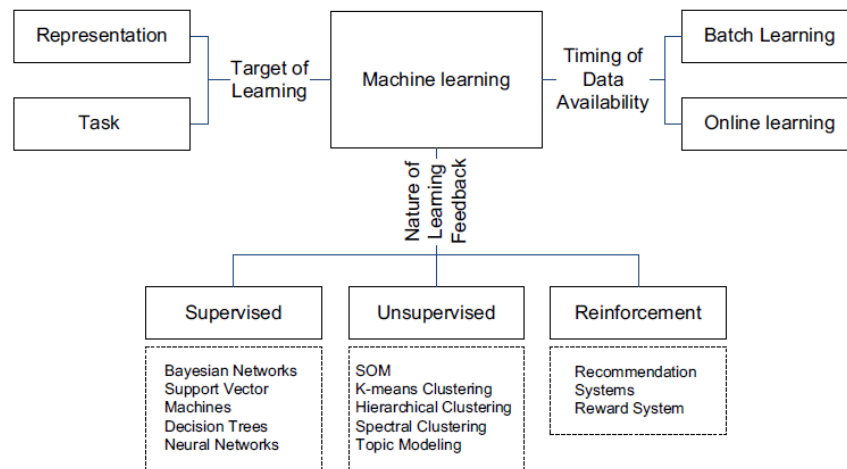 Representation
Task
Target of
Learning
Machine learning
Timing of
Data
Availability
Batch Learning
Online learning
Nature of
Learning
Feedback
Supervised
Bayesian Networks
Support Vector
Machines
Decision Trees
Neural Networks
Unsupervised
SOM
K-means Clustering
Hierarchical Clustering
Spectral Clustering
Topic Modeling
Reinforcement
Recommendation
Systems
Reward System